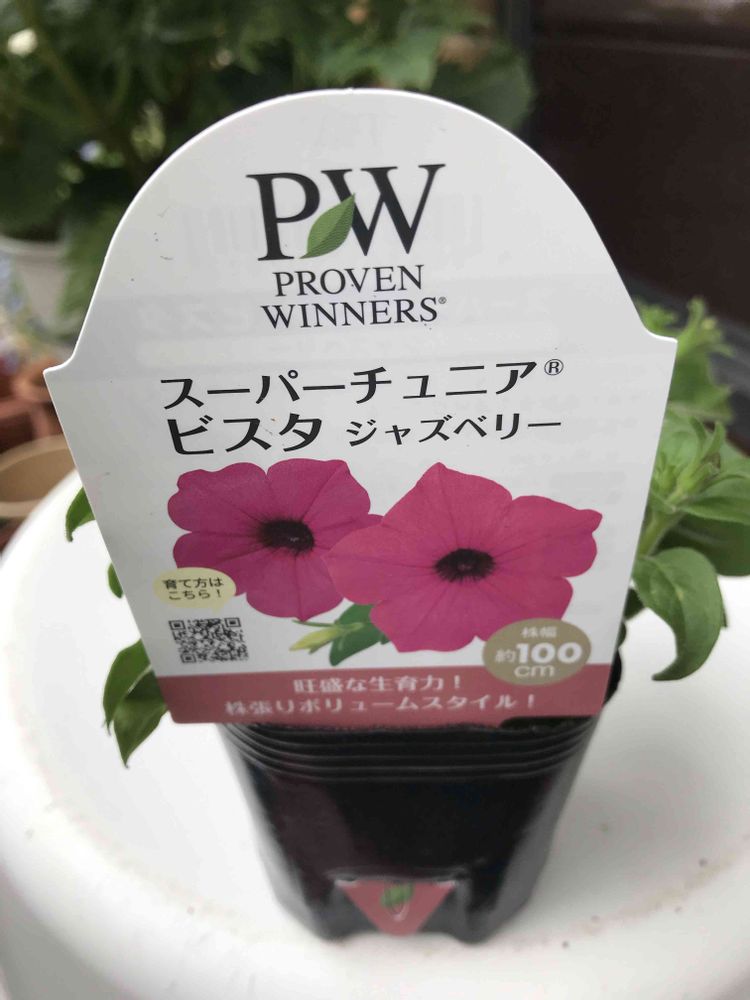 PW
PROVEN
WINNERS®
スーパーチュニア®
ビスタ ジャズベリー
育て方は
こちら!
株幅
約100
cm
旺盛な生育力!
株張りボリュームスタイル!